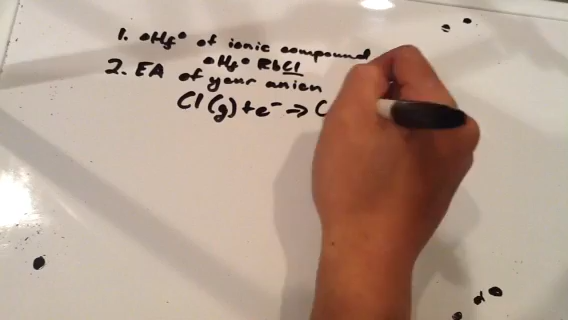 1. ΔHf° of ionic compound
ΔHf° RbCl
2. EA of your anion
Cl(g)+e⁻→C